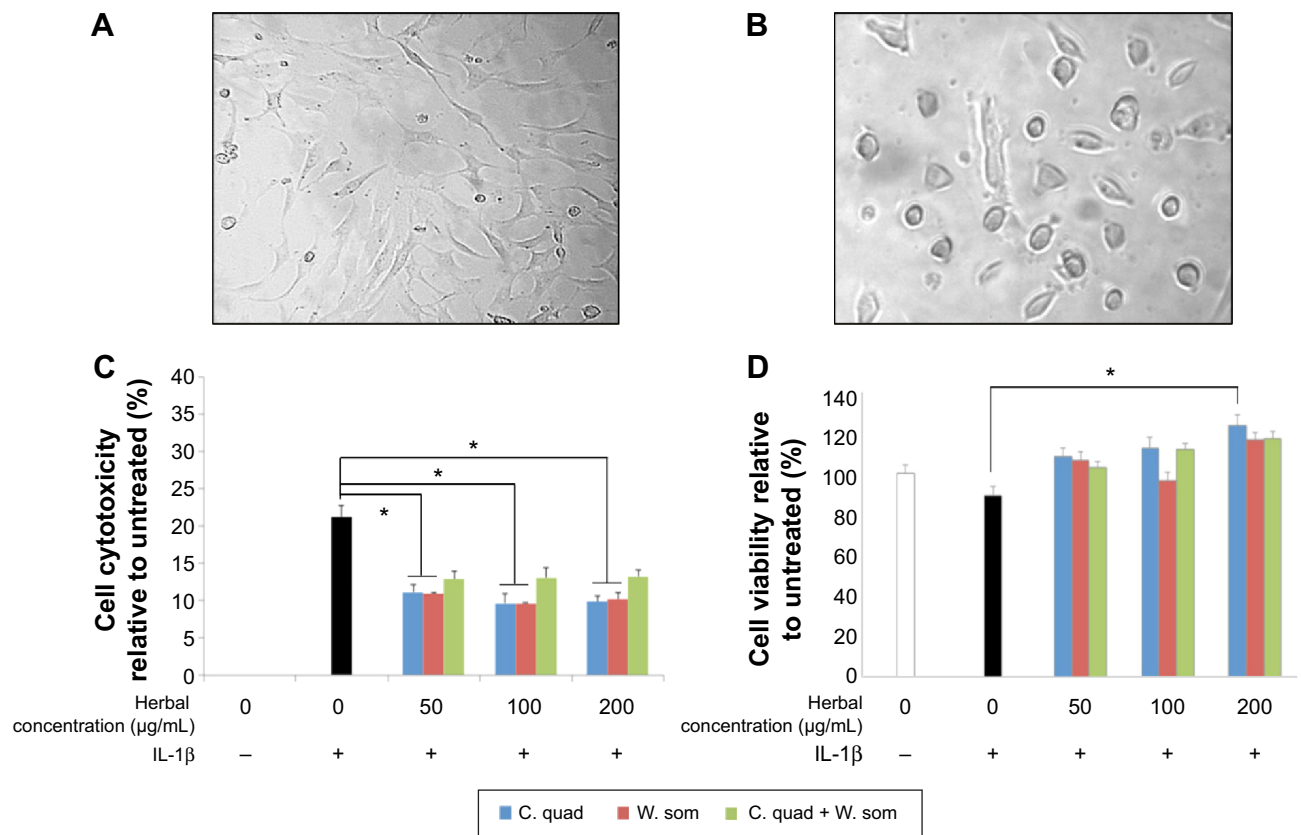 A
B
C
Cell cytotoxicity
relative to untreated (%)
40
35
30
25
20
15
10
5
0
*
*
*
Herbal
concentration (µg/mL)
0 0 50 100 200
IL-1β – + + + +
D
Cell viability relative
to untreated (%)
140
120
100
80
60
40
20
0
*
Herbal
concentration (µg/mL)
0 0 50 100 200
IL-1β – + + + +
C. quad W. som C. quad + W. som